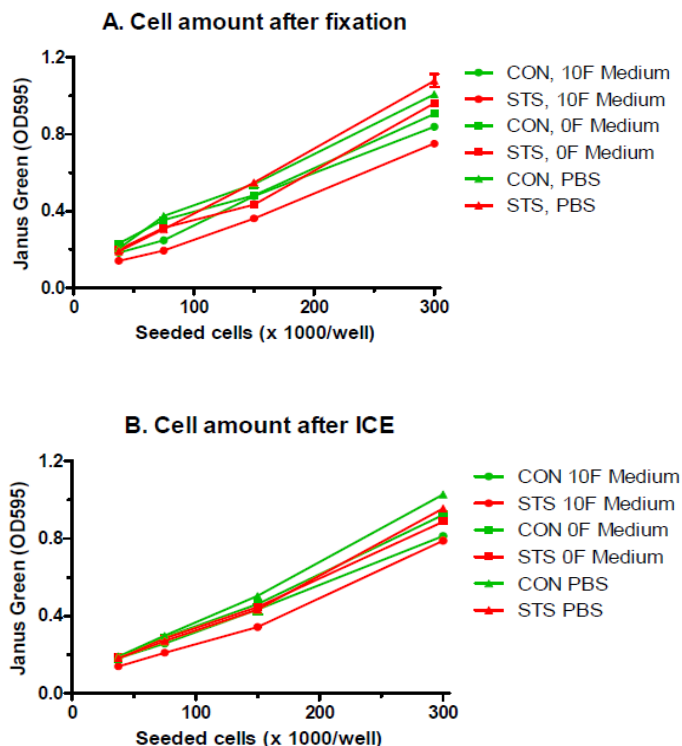 A. Cell amount after fixation
1.2
0.8
0.4
0.0
Janus Green (OD595)
0 100 200 300
Seeded cells (x 1000/well)
CON, 10F Medium
STS, 10F Medium
CON, 0F Medium
STS, 0F Medium
CON, PBS
STS, PBS
B. Cell amount after ICE
1.2
0.8
0.4
0.0
Janus Green (OD595)
0 100 200 300
Seeded cells (x 1000/well)
CON 10F Medium
STS 10F Medium
CON 0F Medium
STS 0F Medium
CON PBS
STS PBS